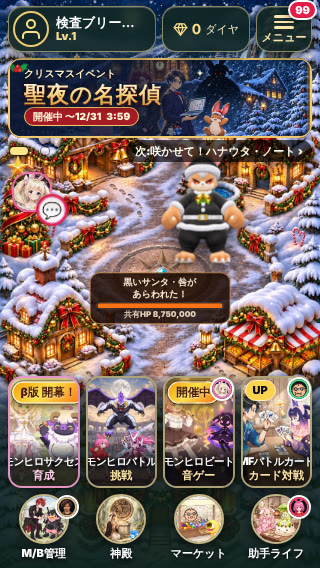 検査ブリー…
Lv.1
0 ダイヤ
99
メニュー
クリスマスイベント
聖夜の名探偵
開催中 〜12/31 3:59
次:咲かせて！ハナウタ・ノート ›
黒いサンタ・咎が
あらわれた！
共有HP 8,750,000
β版 開幕！
モンヒロサクセス
育成
モンヒロバトル
挑戦
開催中
モンヒロビート
音ゲー
UP
バトルカード
カード対戦
M/B管理
神殿
マーケット
助手ライフ